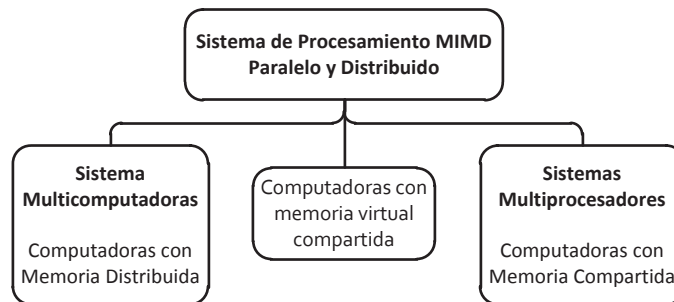 Sistema de Procesamiento MIMD
Paralelo y Distribuido
Sistema
Multicomputadoras
Computadoras con
Memoria Distribuida
Computadoras con
memoria virtual
compartida
Sistemas
Multiprocesadores
Computadoras con
Memoria Compartida